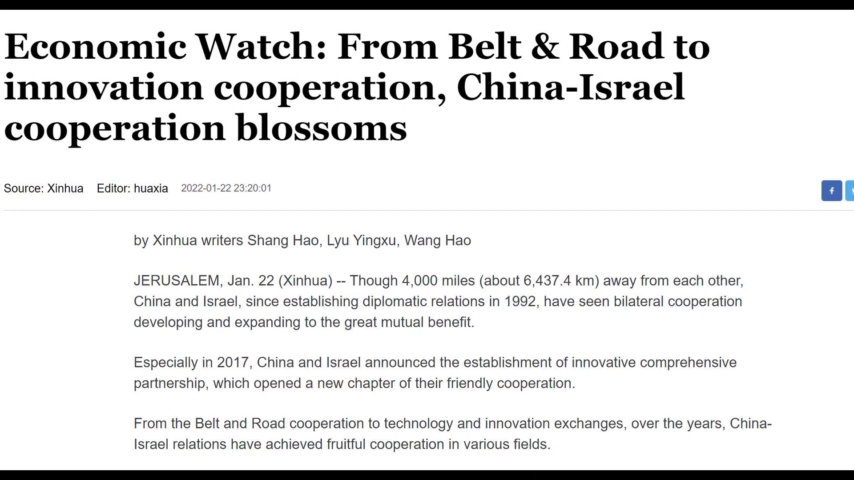 Economic Watch: From Belt & Road to
innovation cooperation, China-Israel
cooperation blossoms
Source: Xinhua Editor: huaxia 2022-01-22 23:20:01
by Xinhua writers Shang Hao, Lyu Yingxu, Wang Hao
JERUSALEM, Jan. 22 (Xinhua) -- Though 4,000 miles (about 6,437.4 km) away from each other,
China and Israel, since establishing diplomatic relations in 1992, have seen bilateral cooperation
developing and expanding to the great mutual benefit.
Especially in 2017, China and Israel announced the establishment of innovative comprehensive
partnership, which opened a new chapter of their friendly cooperation.
From the Belt and Road cooperation to technology and innovation exchanges, over the years, China-
Israel relations have achieved fruitful cooperation in various fields.